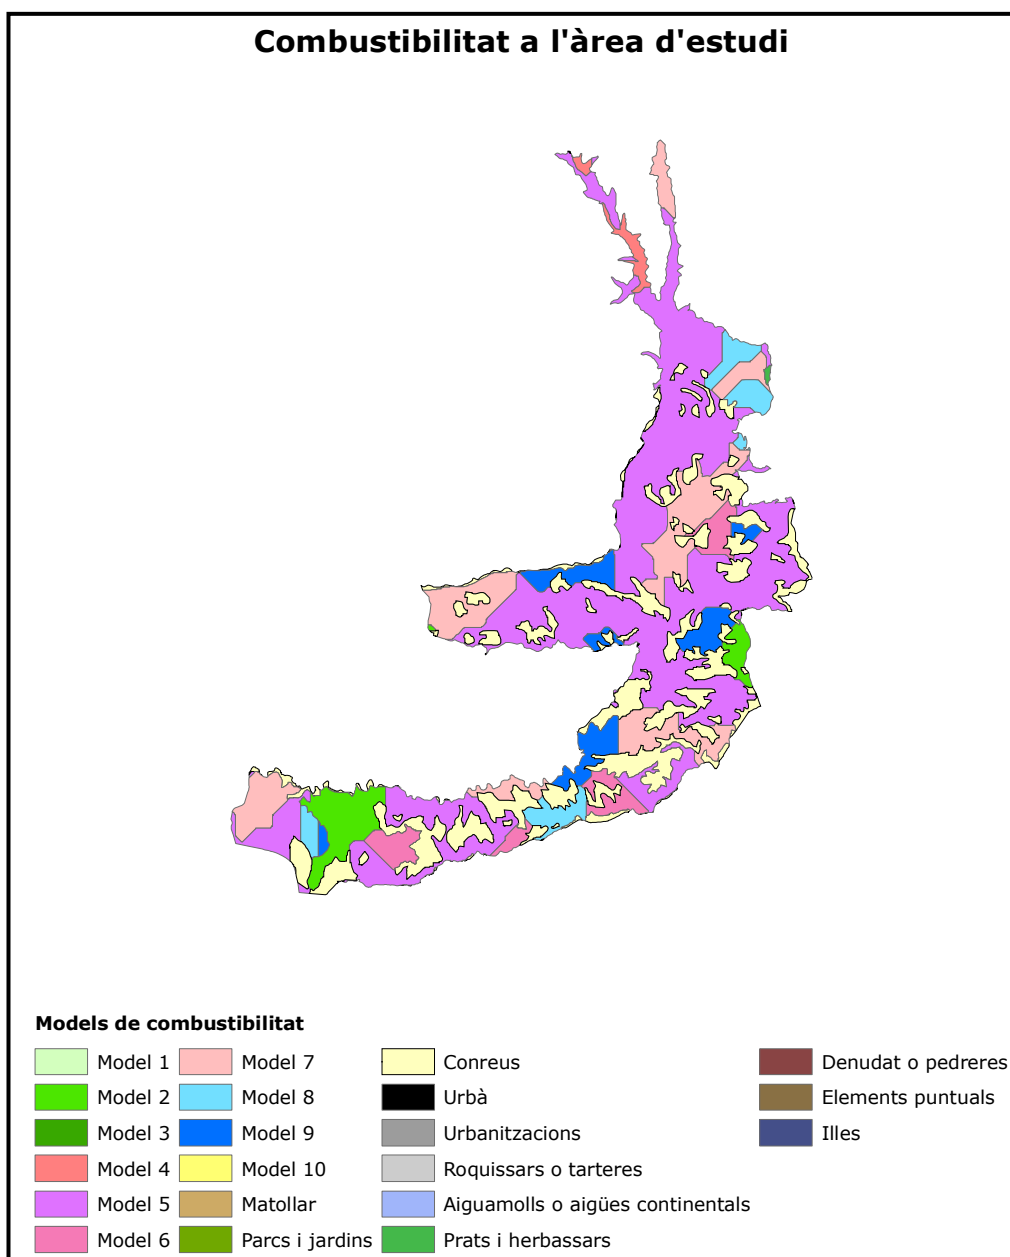 Combustibilitat a l'àrea d'estudi
Models de combustibilitat
Model 1
Model 2
Model 3
Model 4
Model 5
Model 6
Model 7
Model 8
Model 9
Model 10
Matollar
Parcs i jardins
Conreus
Urbà
Urbanitzacions
Roquissars o tarteres
Aiguamolls o aigües continentals
Prats i herbassars
Denudat o pedreres
Elements puntuals
Illes